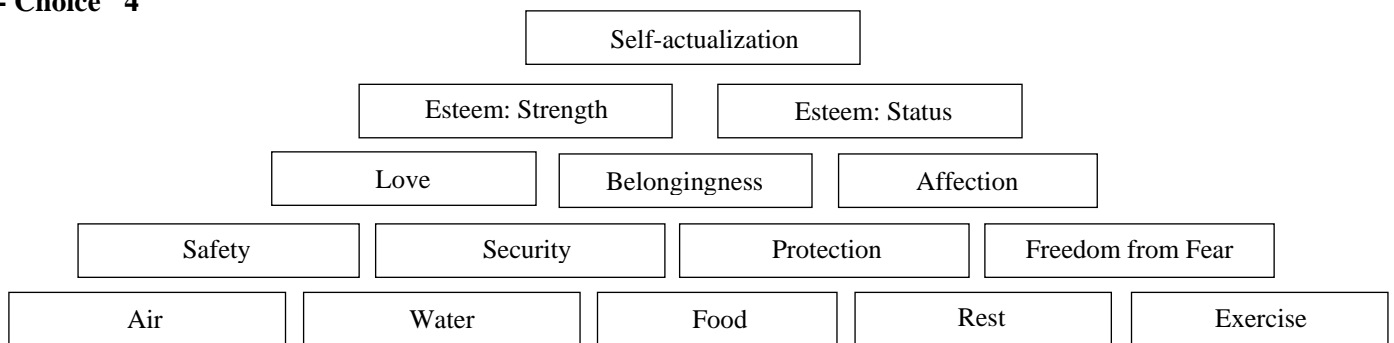 - Choice 4
Self-actualization
Esteem: Strength Esteem: Status
Love Belongingness Affection
Safety Security Protection Freedom from Fear
Air Water Food Rest Exercise